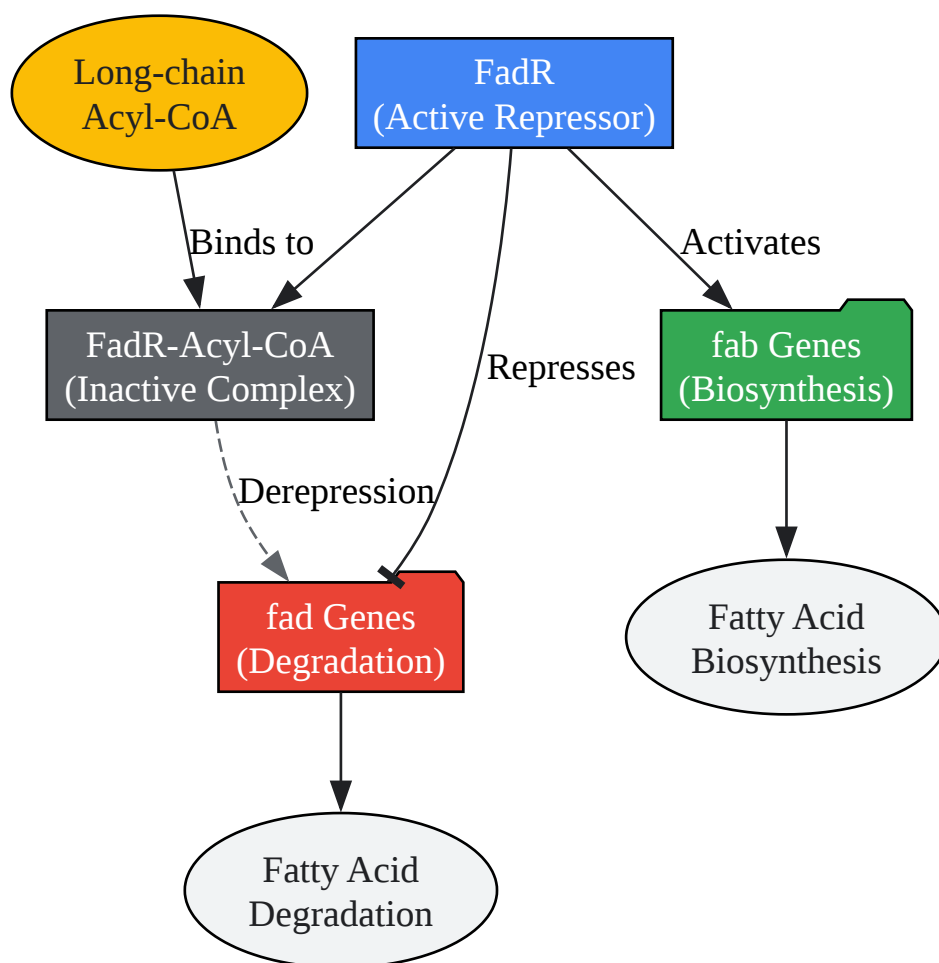 Long-chain
Acyl-CoA
FadR
(Active Repressor)
Binds to
Activates
FadR-Acyl-CoA
(Inactive Complex)
Represses
fab Genes
(Biosynthesis)
Derepression
fad Genes
(Degradation)
Fatty Acid
Biosynthesis
Fatty Acid
Degradation